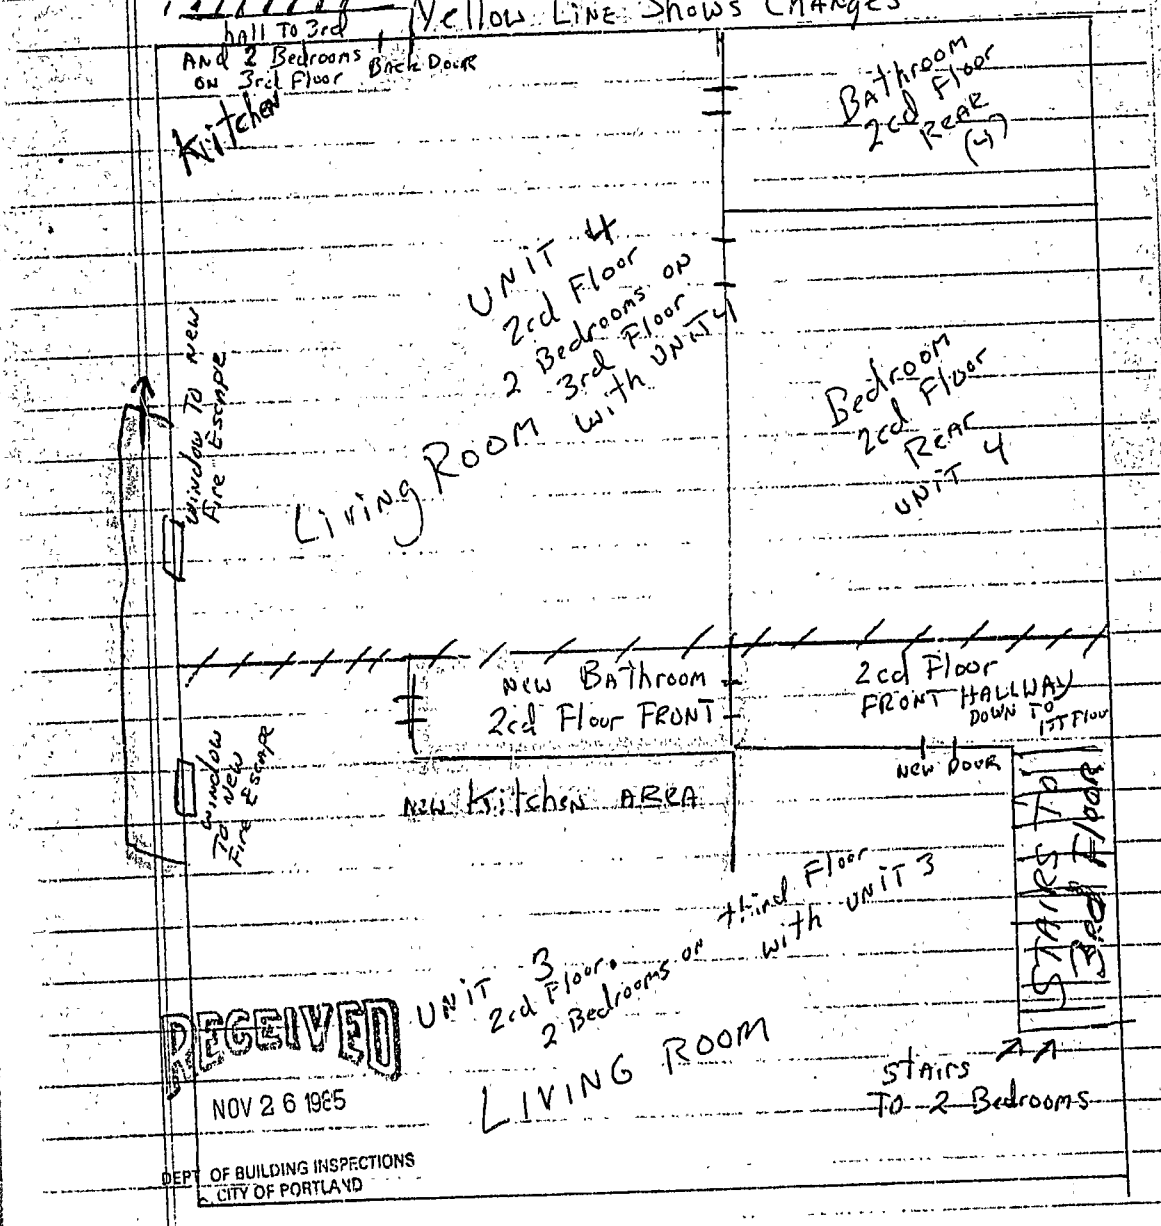 Yellow Line Shows Changes
hall To 3rd
And 2 Bedrooms
on 3rd Floor
Back Door
Kitchen
Bathroom
2cd Floor
Rear
(4)
Unit 4
2cd Floor
2 Bedrooms on
3rd Floor
with Unit 4
Living Room
Window To New
Fire Escape
Bedroom
2cd Floor
Rear
Unit 4
New Bathroom
2cd Floor Front
2cd Floor
Front Hallway
Down To
1st Floor
New Door
Window
To New
Fire Escape
New Kitchen Area
Stairs To
3rd Floor
Unit 3
2cd Floor.
2 Bedrooms on third Floor
with Unit 3
Living Room
Stairs
To 2 Bedrooms
RECEIVED
NOV 26 1985
DEPT OF BUILDING INSPECTIONS
CITY OF PORTLAND